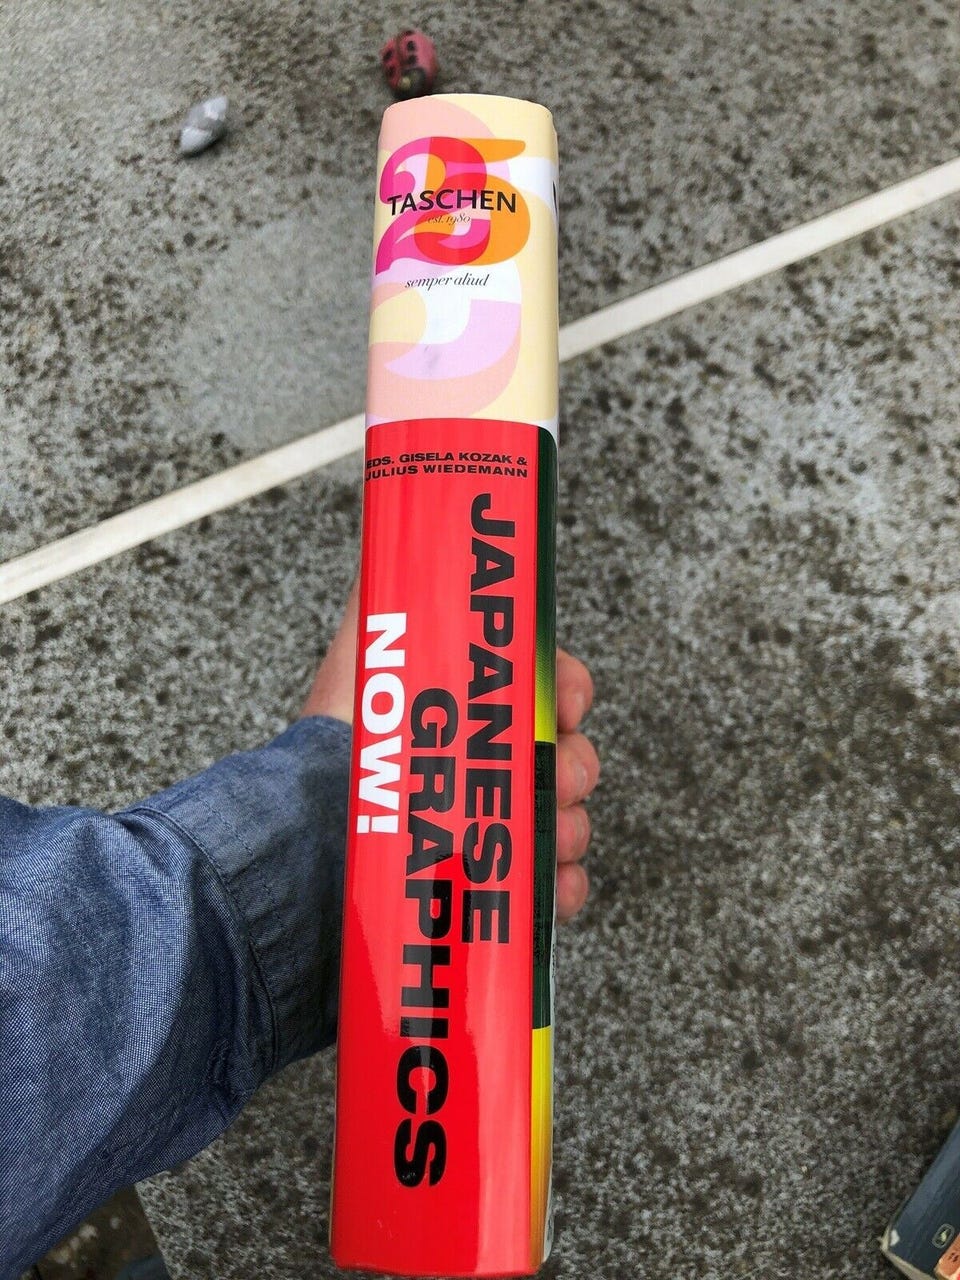 25
TASCHEN
est. 1980
semper aliud
EDS. GISELA KOZAK &
JULIUS WIEDEMANN
JAPANESE
GRAPHICS
NOW!